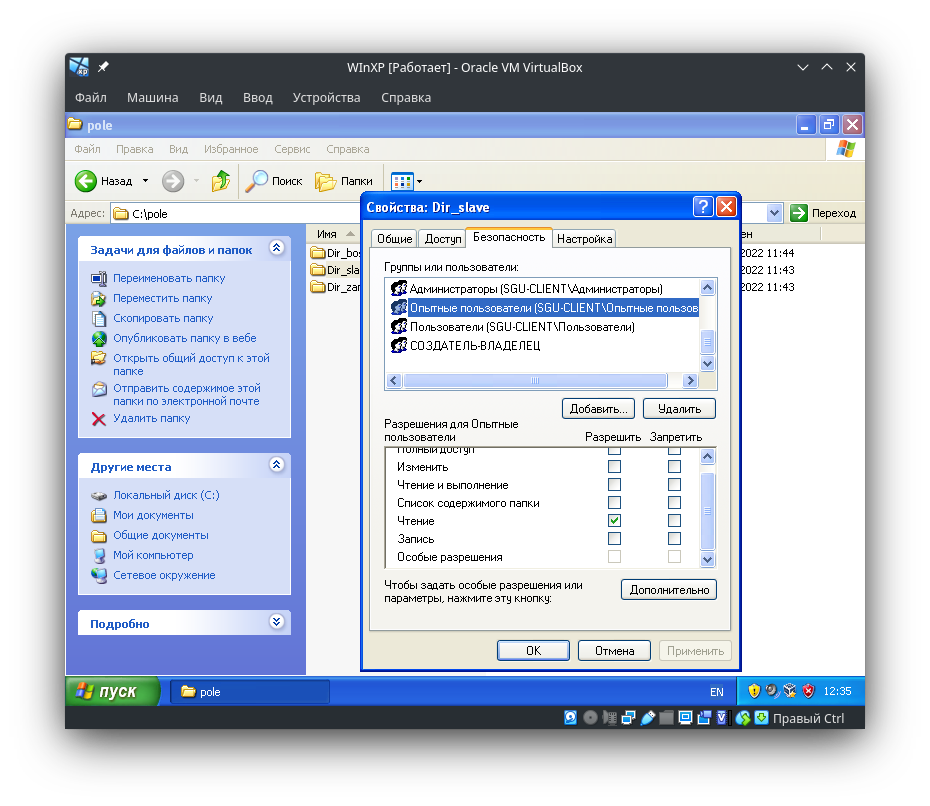 WInXP [Работает] - Oracle VM VirtualBox
Файл Машина Вид Ввод Устройства Справка
pole
Файл Правка Вид Избранное Сервис Справка
Назад Поиск Папки
Адрес: C:\pole Переход
Задачи для файлов и папок
Переименовать папку
Переместить папку
Скопировать папку
Опубликовать папку в вебе
Открыть общий доступ к этой
папке
Отправить содержимое этой
папки по электронной почте
Удалить папку
Другие места
Локальный диск (C:)
Мои документы
Общие документы
Мой компьютер
Сетевое окружение
Подробно
Имя
Dir_bos
Dir_sla
Dir_zar
ен
2022 11:44
2022 11:43
2022 11:43
Свойства: Dir_slave
Общие Доступ Безопасность Настройка
Группы или пользователи:
Администраторы (SGU-CLIENT\Администраторы)
Опытные пользователи (SGU-CLIENT\Опытные пользов
Пользователи (SGU-CLIENT\Пользователи)
СОЗДАТЕЛЬ-ВЛАДЕЛЕЦ
Добавить... Удалить
Разрешения для Опытные
пользователи
Разрешить Запретить
Полный доступ
Изменить
Чтение и выполнение
Список содержимого папки
Чтение
Запись
Особые разрешения
Чтобы задать особые разрешения или
параметры, нажмите эту кнопку:
Дополнительно
ОК Отмена Применить
пуск pole EN 12:35
Правый Ctrl